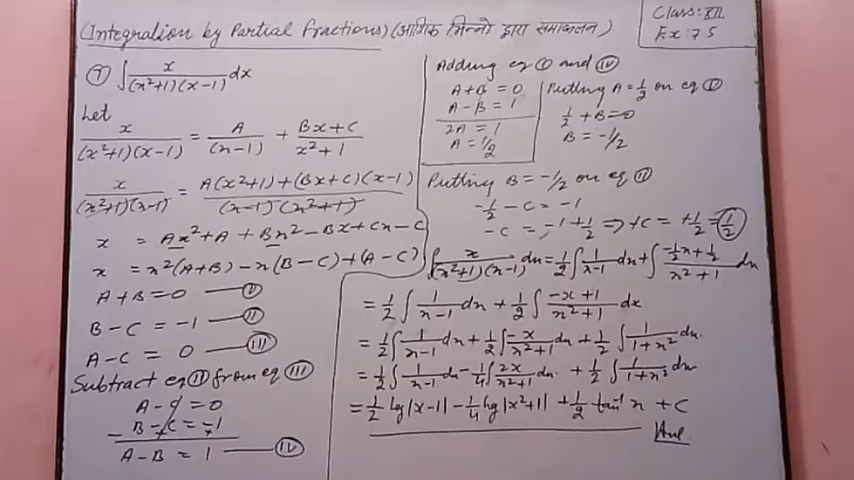 (Integration by Partial fractions) (आंशिक भिन्नो द्वारा समाकलन)
Class: XII
Ex: 7.5
⑦ ∫ x/((x²+1)(x-1)) dx
Let
x/((x²+1)(x-1)) = A/(x-1) + (Bx+C)/(x²+1)
x/((x²+1)(x-1)) = (A(x²+1)+(Bx+C)(x-1))/((x-1)(x²+1))
x = Ax²+A + Bx² - Bx + Cx - C
x = x²(A+B) - x(B-C) + (A-C)
A+B=0 — Ⓘ
B-C = -1 — Ⓘⓘ
A-C = 0 — III
Subtract eq II from eq III
A-C=0
B-C=-1
A-B = 1 — IV
Adding eq I and IV
A+B = 0
A-B = 1
2A = 1
A = 1/2
Putting A=1/2 on eq I
1/2 + B=0
B = -1/2
Putting B=-1/2 on eq II
-1/2 - C = -1
-C = -1+1/2 ⇒ +C = +1/2 = 1/2
∫ x/((x²+1)(x-1)) dx = 1/2 ∫ 1/(x-1) dx + ∫ (-1/2x+1/2)/(x²+1) dx
= 1/2 ∫ 1/(x-1) dx + 1/2 ∫ (-x+1)/(x²+1) dx
= 1/2 ∫ 1/(x-1) dx + 1/2 ∫ x/(x²+1) dx + 1/2 ∫ 1/(1+x²) dx
= 1/2 ∫ 1/(x-1) dx - 1/4 ∫ 2x/(x²+1) dx + 1/2 ∫ 1/(1+x²) dx
= 1/2 log|x-1| - 1/4 log|x²+1| + 1/2 tan⁻¹ x + C
Ans